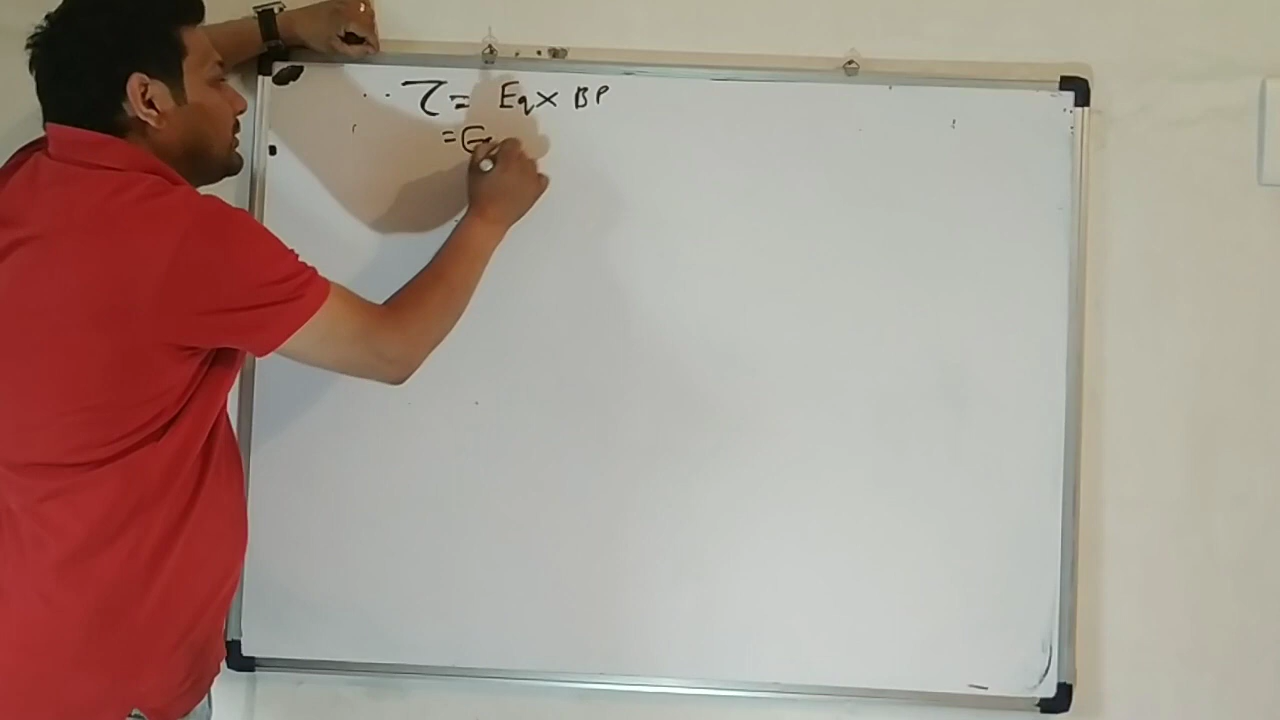 τ = Eq × BP
= E